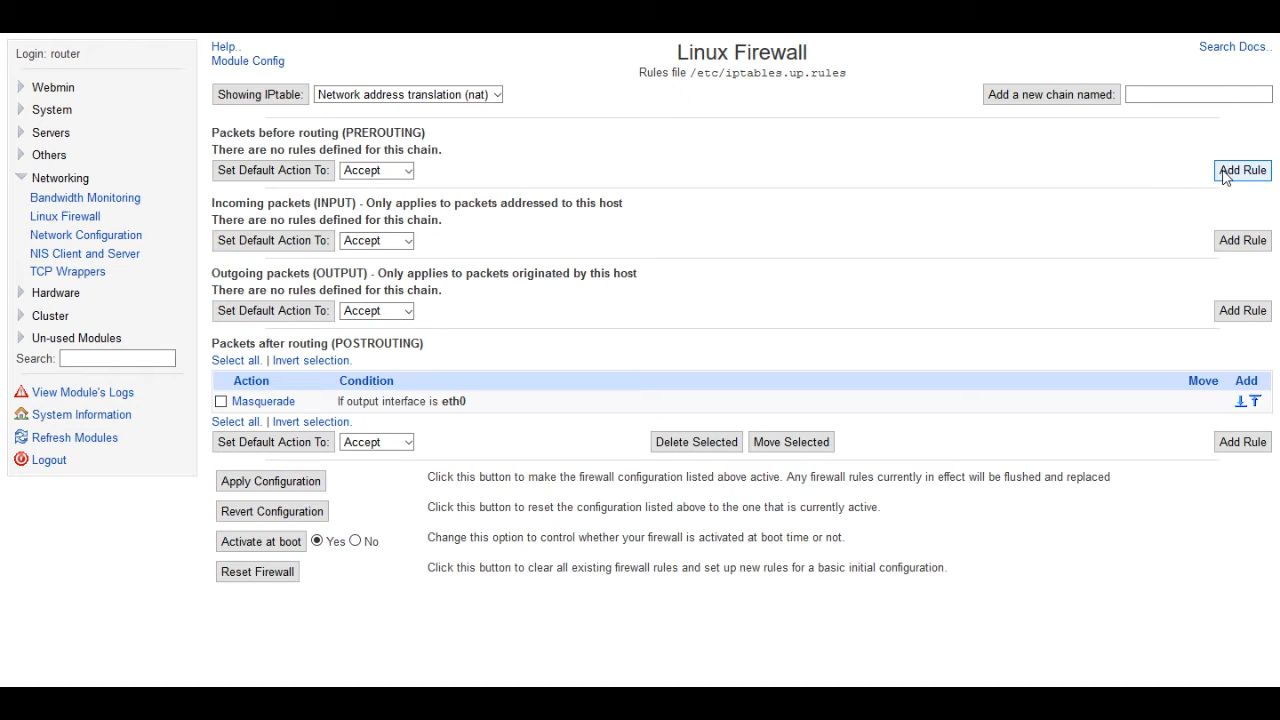 Login: router
Webmin
System
Servers
Others
Networking
Bandwidth Monitoring
Linux Firewall
Network Configuration
NIS Client and Server
TCP Wrappers
Hardware
Cluster
Un-used Modules
Search:
View Module's Logs
System Information
Refresh Modules
Logout
Help..
Module Config
Linux Firewall
Rules file /etc/iptables.up.rules
Search Docs..
Showing IPtable: Network address translation (nat) Add a new chain named:
Packets before routing (PREROUTING)
There are no rules defined for this chain.
Set Default Action To: Accept Add Rule
Incoming packets (INPUT) - Only applies to packets addressed to this host
There are no rules defined for this chain.
Set Default Action To: Accept Add Rule
Outgoing packets (OUTPUT) - Only applies to packets originated by this host
There are no rules defined for this chain.
Set Default Action To: Accept Add Rule
Packets after routing (POSTROUTING)
Select all. | Invert selection.
Action Condition Move Add
Masquerade If output interface is eth0
Select all. | Invert selection.
Set Default Action To: Accept Delete Selected Move Selected Add Rule
Apply Configuration Click this button to make the firewall configuration listed above active. Any firewall rules currently in effect will be flushed and replaced
Revert Configuration Click this button to reset the configuration listed above to the one that is currently active.
Activate at boot Yes No Change this option to control whether your firewall is activated at boot time or not.
Reset Firewall Click this button to clear all existing firewall rules and set up new rules for a basic initial configuration.